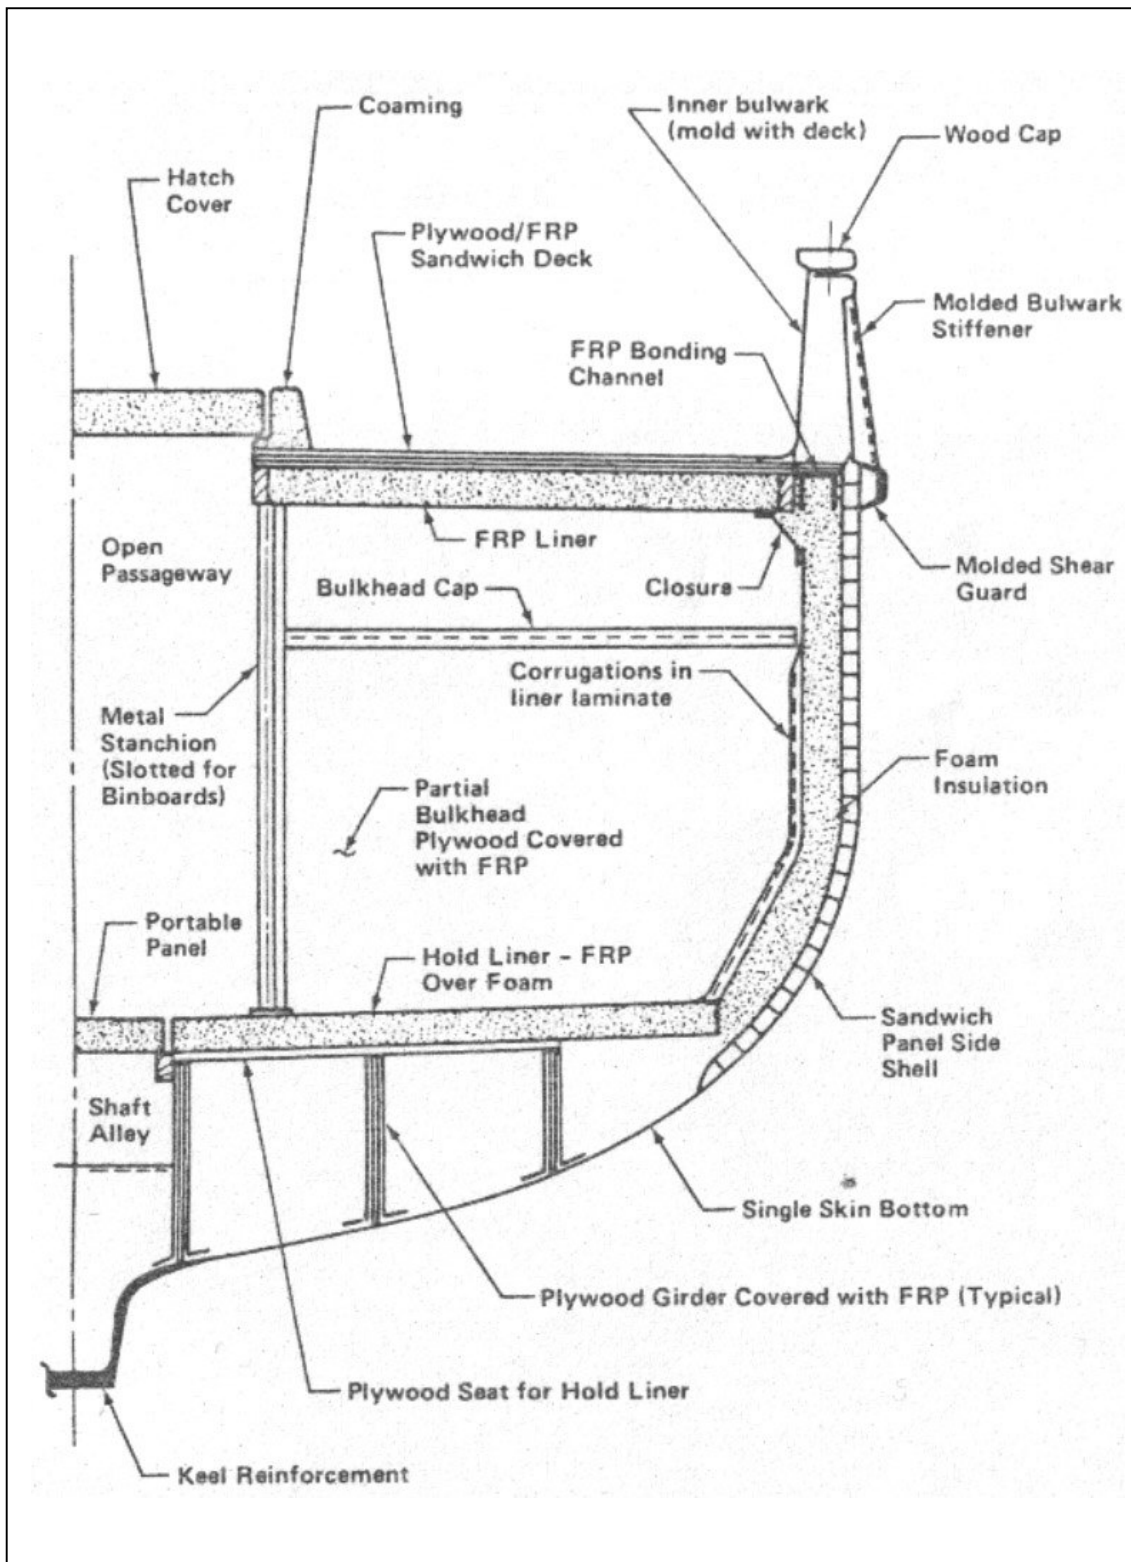 Coaming
Inner bulwark
(mold with deck)
Wood Cap
Hatch
Cover
Plywood/FRP
Sandwich Deck
Molded Bulwark
Stiffener
FRP Bonding
Channel
FRP Liner
Open
Passageway
Bulkhead Cap
Closure
Molded Shear
Guard
Corrugations in
liner laminate
Metal
Stanchion
(Slotted for
Binboards)
Foam
Insulation
Partial
Bulkhead
Plywood Covered
with FRP
Portable
Panel
Hold Liner - FRP
Over Foam
Sandwich
Panel Side
Shell
Shaft
Alley
Single Skin Bottom
Plywood Girder Covered with FRP (Typical)
Plywood Seat for Hold Liner
Keel Reinforcement